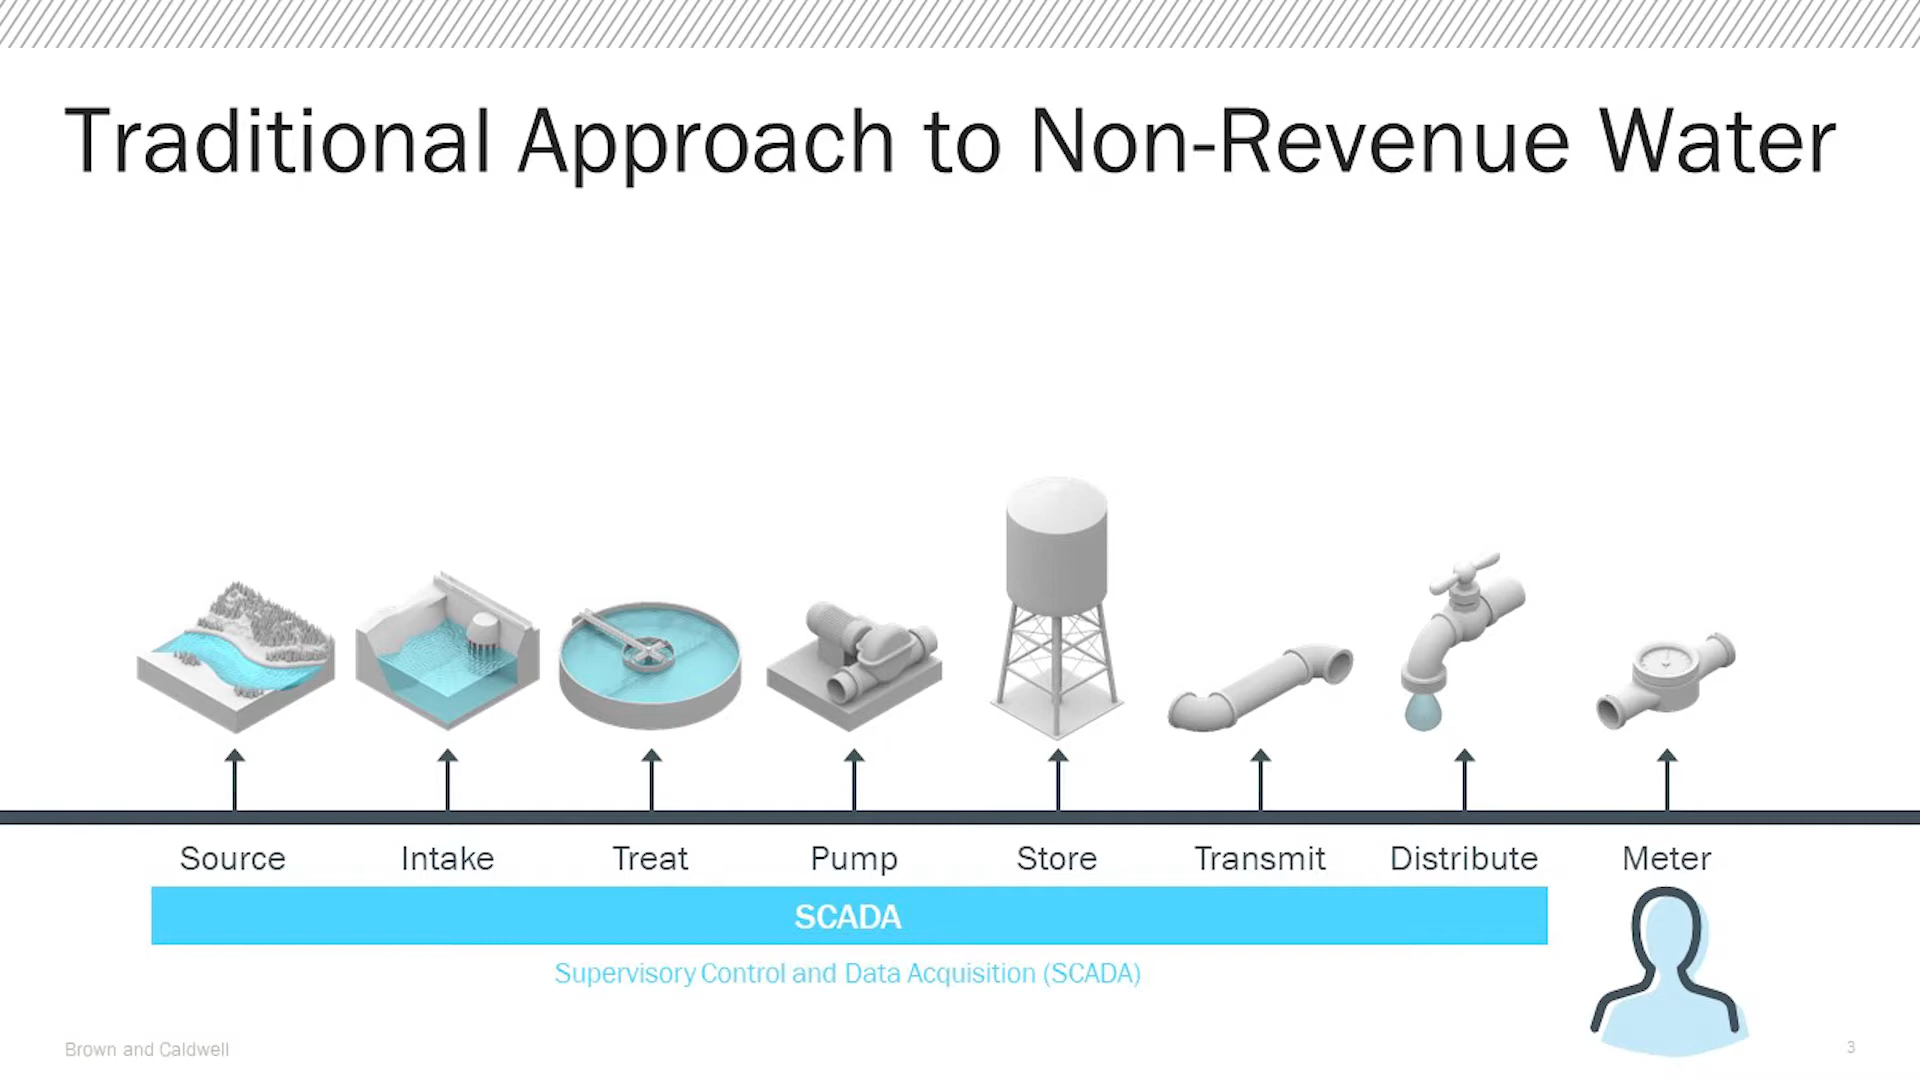 Traditional Approach to Non-Revenue Water
Source
Intake
Treat
Pump
Store
Transmit
Distribute
Meter
SCADA
Supervisory Control and Data Acquisition (SCADA)
Brown and Caldwell
3